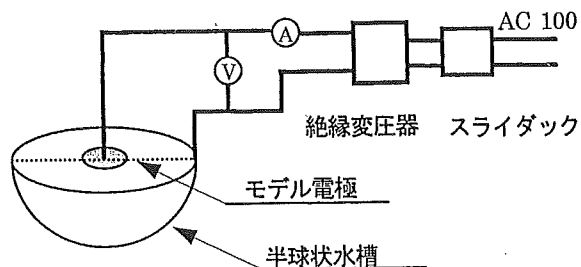 AC 100
A
V
絶縁変圧器 スライダック
モデル電極
半球状水槽